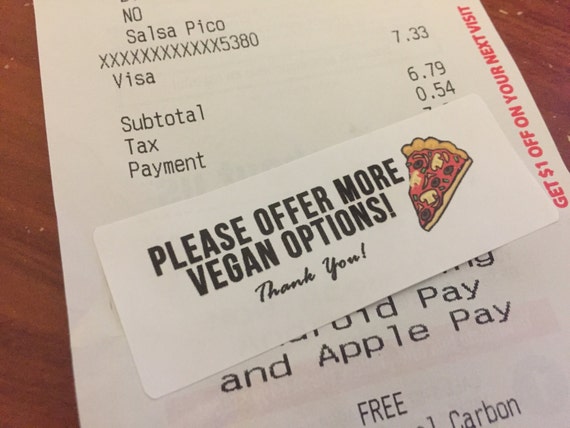 NO
Salsa Pico
XXXXXXXXXXXX5380
Visa 7.33
Subtotal 6.79
Tax 0.54
Payment
GET $1 OFF ON YOUR NEXT VISIT
PLEASE OFFER MORE
VEGAN OPTIONS!
Thank You!
Pay
and Apple Pay
FREE
Carbon